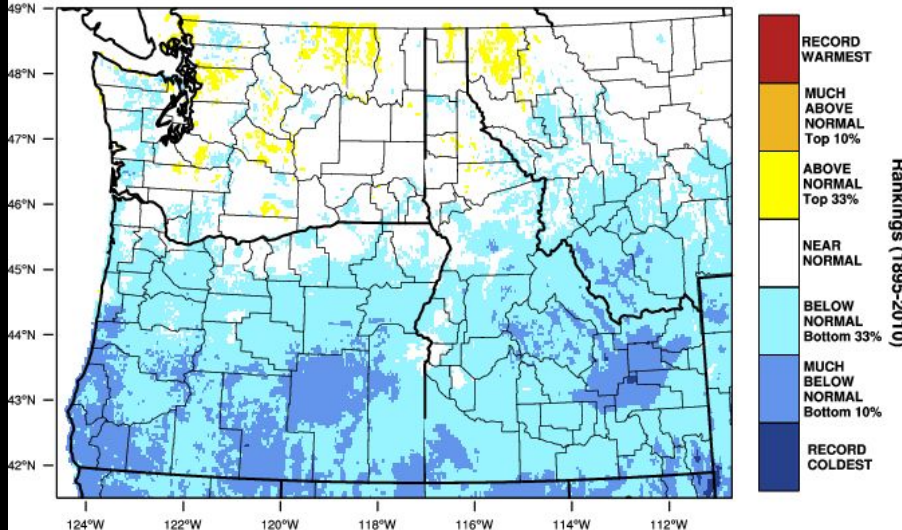 49°N
48°N
47°N
46°N
45°N
44°N
43°N
42°N
124°W
122°W
120°W
118°W
116°W
114°W
112°W
RECORD
WARMEST
MUCH
ABOVE
NORMAL
Top 10%
ABOVE
NORMAL
Top 33%
NEAR
NORMAL
BELOW
NORMAL
Bottom 33%
MUCH
BELOW
NORMAL
Bottom 10%
RECORD
COLDEST
Rankings (1895-2010)